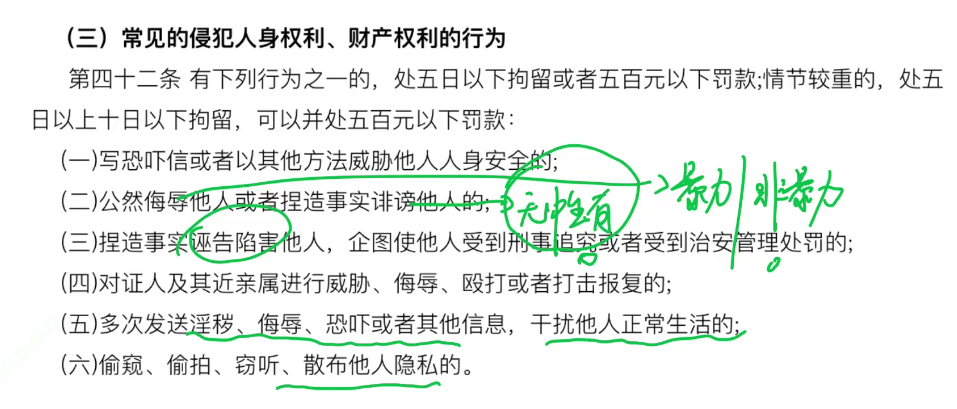 （三）常见的侵犯人身权利、财产权利的行为
第四十二条 有下列行为之一的，处五日以下拘留或者五百元以下罚款;情节较重的，处五
日以上十日以下拘留，可以并处五百元以下罚款：
(一)写恐吓信或者以其他方法威胁他人人身安全的;
(二)公然侮辱他人或者捏造事实诽谤他人的;
无中生有
暴力/非暴力
(三)捏造事实诬告陷害他人，企图使他人受到刑事追究或者受到治安管理处罚的;
(四)对证人及其近亲属进行威胁、侮辱、殴打或者打击报复的;
(五)多次发送淫秽、侮辱、恐吓或者其他信息，干扰他人正常生活的;
(六)偷窥、偷拍、窃听、散布他人隐私的。